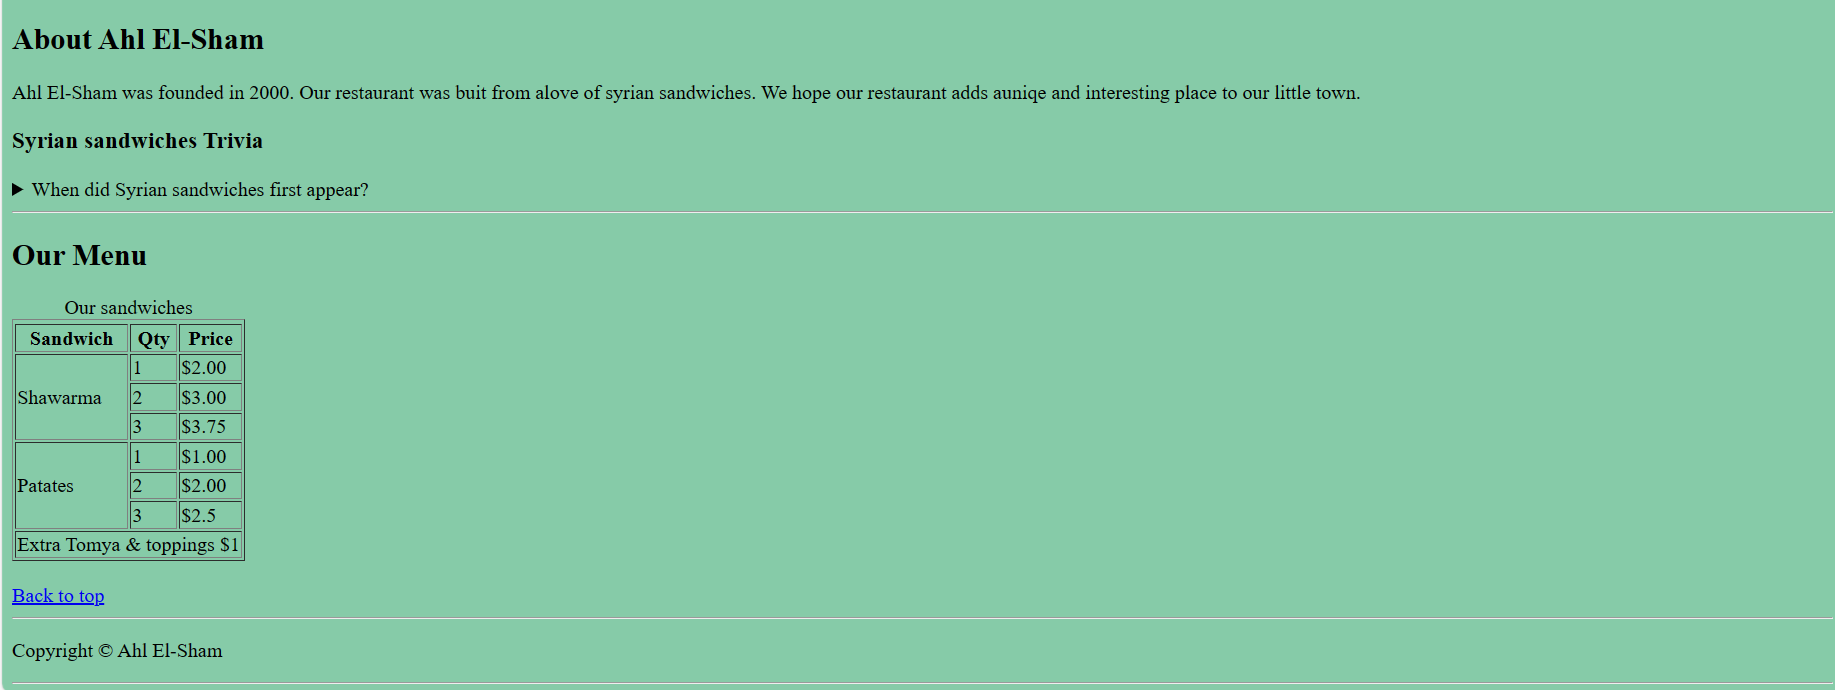 About Ahl El-Sham
Ahl El-Sham was founded in 2000. Our restaurant was buit from alove of syrian sandwiches. We hope our restaurant adds auniqe and interesting place to our little town.
Syrian sandwiches Trivia
When did Syrian sandwiches first appear?
Our Menu
Our sandwiches
Sandwich Qty Price
Shawarma 1 $2.00
2 $3.00
3 $3.75
Patates 1 $1.00
2 $2.00
3 $2.5
Extra Tomya & toppings $1
Back to top
Copyright © Ahl El-Sham